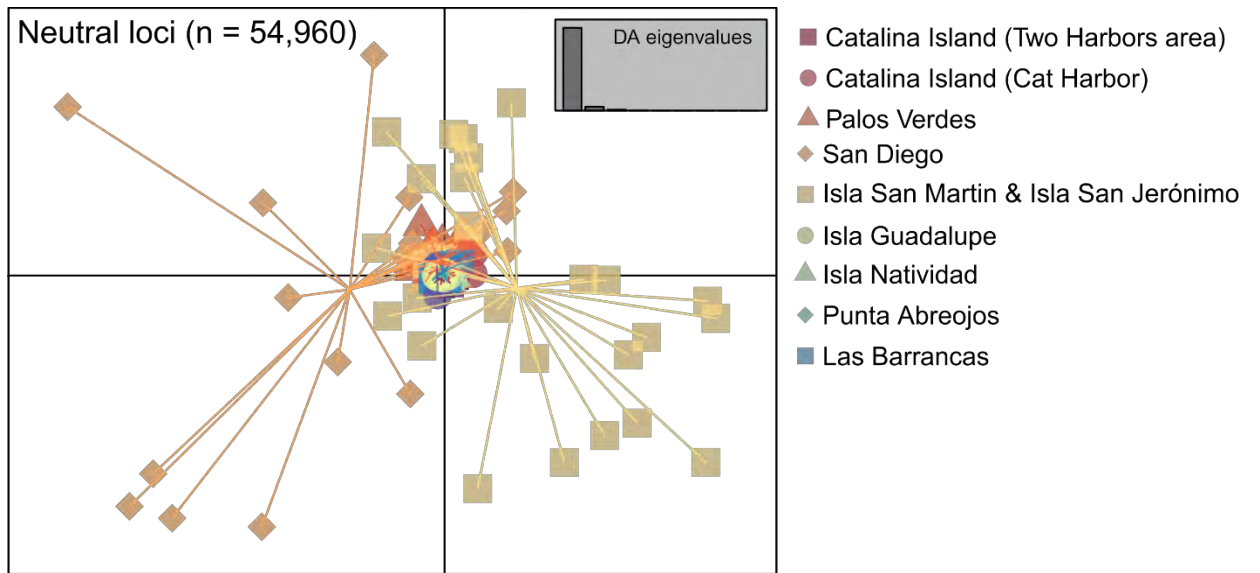 Neutral loci (n = 54,960)
DA eigenvalues
Catalina Island (Two Harbors area)
Catalina Island (Cat Harbor)
Palos Verdes
San Diego
Isla San Martin & Isla San Jerónimo
Isla Guadalupe
Isla Natividad
Punta Abreojos
Las Barrancas